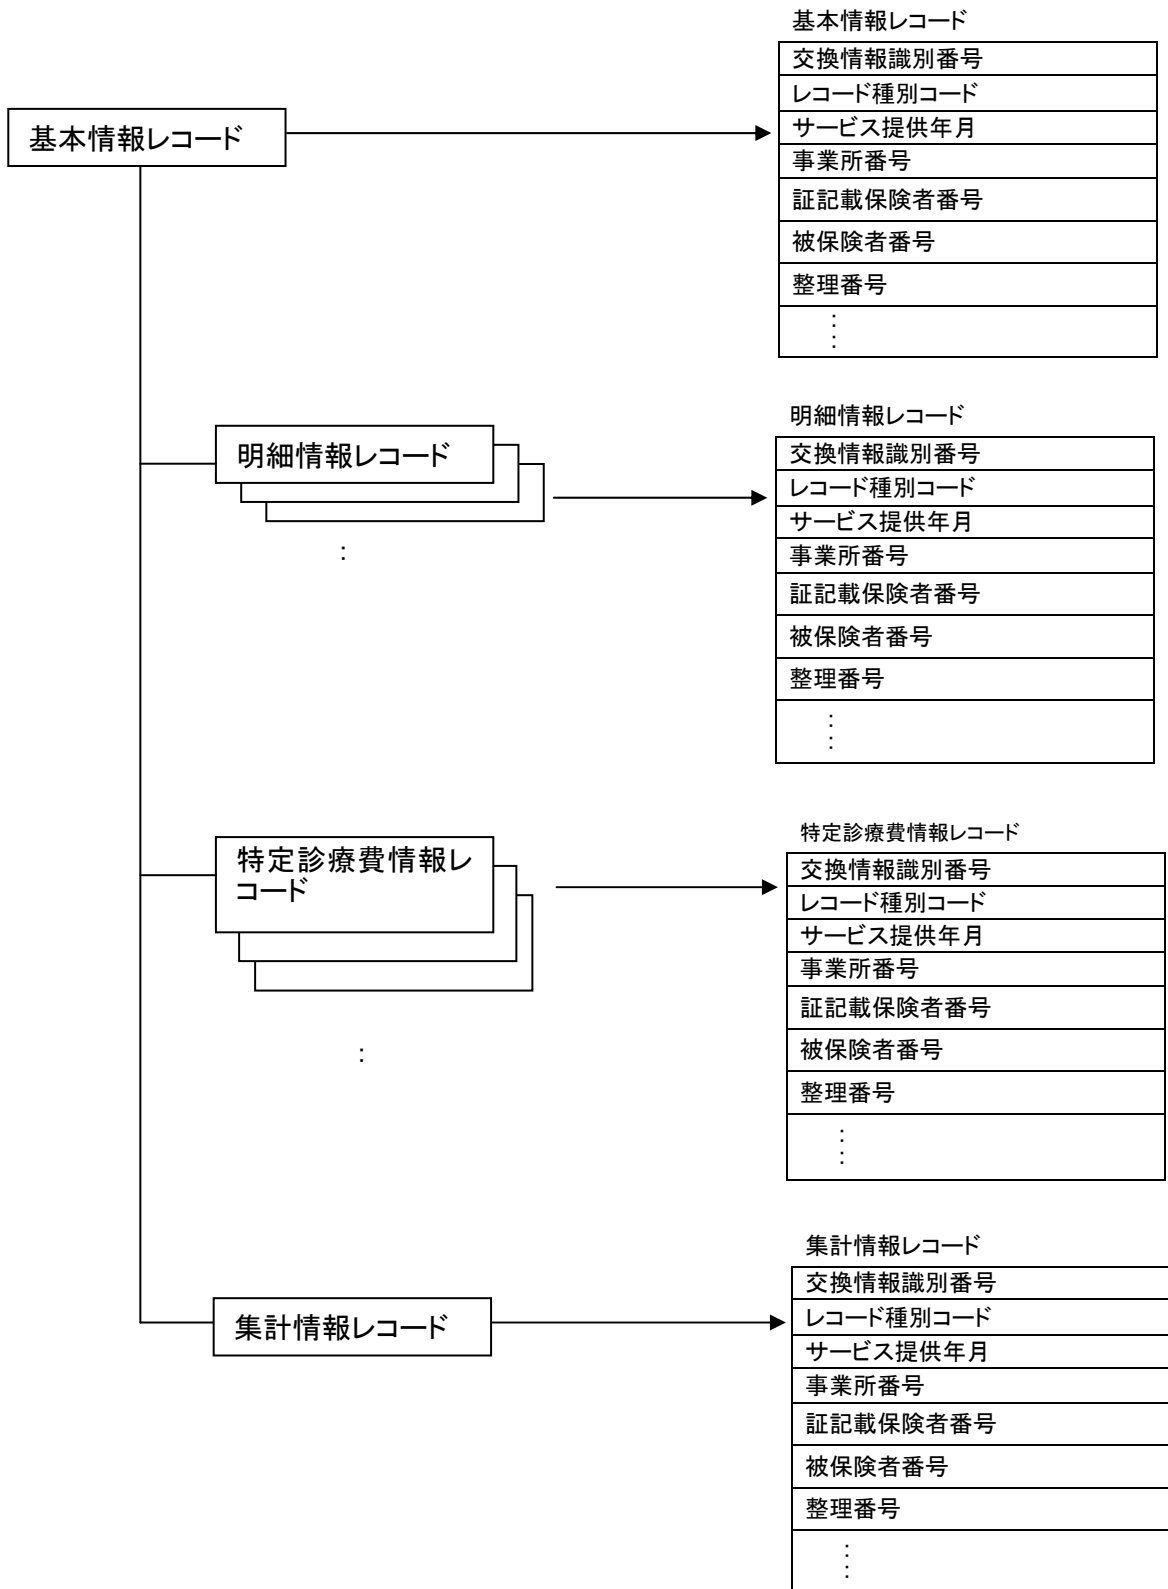 基本情報レコード
基本情報レコード
交換情報識別番号
レコード種別コード
サービス提供年月
事業所番号
証記載保険者番号
被保険者番号
整理番号
：
：
明細情報レコード
：
明細情報レコード
交換情報識別番号
レコード種別コード
サービス提供年月
事業所番号
証記載保険者番号
被保険者番号
整理番号
：
：
特定診療費情報レ
コード
：
特定診療費情報レコード
交換情報識別番号
レコード種別コード
サービス提供年月
事業所番号
証記載保険者番号
被保険者番号
整理番号
：
：
集計情報レコード
集計情報レコード
交換情報識別番号
レコード種別コード
サービス提供年月
事業所番号
証記載保険者番号
被保険者番号
整理番号
：
：